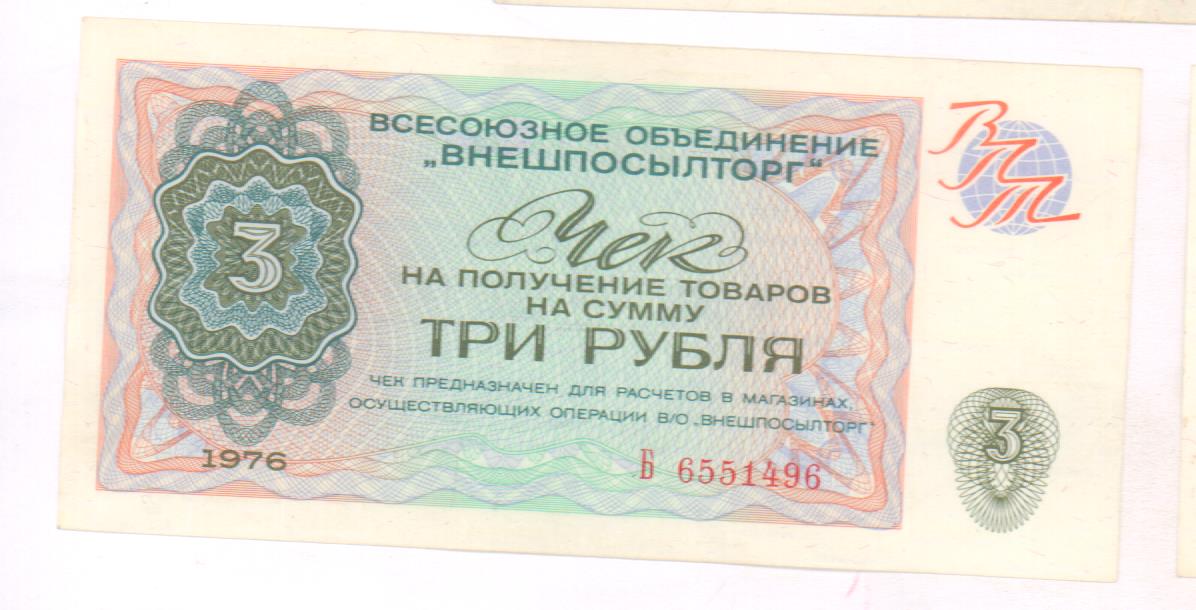 ВСЕСОЮЗНОЕ ОБЪЕДИНЕНИЕ
„ВНЕШПОСЫЛТОРГ“
ВПТ
3
Чек
НА ПОЛУЧЕНИЕ ТОВАРОВ
НА СУММУ
ТРИ РУБЛЯ
ЧЕК ПРЕДНАЗНАЧЕН ДЛЯ РАСЧЕТОВ В МАГАЗИНАХ,
ОСУЩЕСТВЛЯЮЩИХ ОПЕРАЦИИ В/О „ВНЕШПОСЫЛТОРГ“
3
1976
Б 6551496